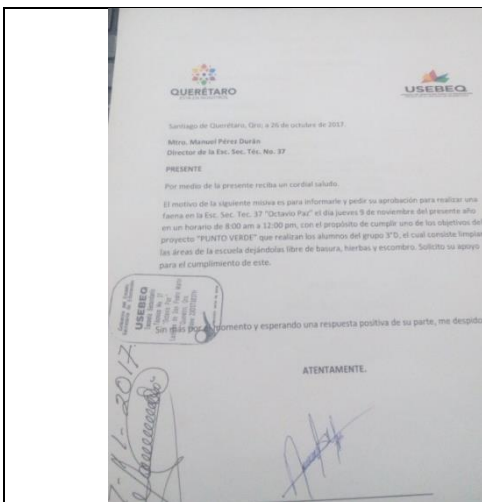 QUERÉTARO
USEBEQ
Santiago de Querétaro, Qro; a 26 de octubre de 2017.
Mtro. Manuel Pérez Durán
Director de la Esc. Sec. Téc. No. 37
PRESENTE
Por medio de la presente reciba un cordial saludo.
El motivo de la siguiente misiva es para informarle y pedir su aprobación para realizar una
faena en la Esc. Sec. Tec. 37 "Octavio Paz" el día jueves 9 de noviembre del presente año
en un horario de 8:00 am a 12:00 pm, con el propósito de cumplir uno de los objetivos del
proyecto "PUNTO VERDE" que realizan los alumnos del grupo 3°D, el cual consiste limpiar
las áreas de la escuela dejándolas libre de basura, hierbas y escombro. Solicito su apoyo
para el cumplimiento de este.
USEBEQ
"Octavio Paz"
Sin más por el momento y esperando una respuesta positiva de su parte, me despido
ATENTAMENTE.
2017